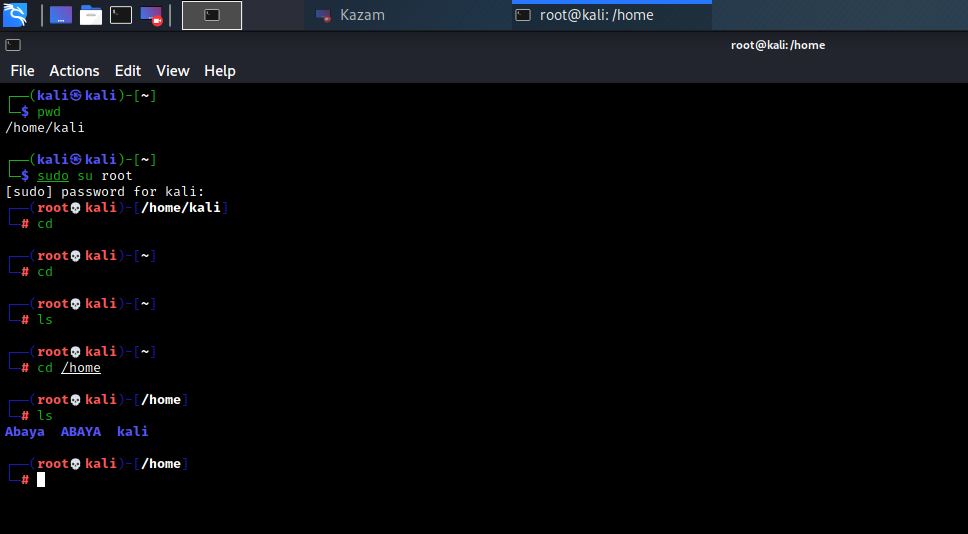 Kazam
root@kali: /home
root@kali: /home
File Actions Edit View Help
┌──(kali㉿kali)-[~]
└─$ pwd
/home/kali
┌──(kali㉿kali)-[~]
└─$ sudo su root
[sudo] password for kali:
┌──(root💀kali)-[/home/kali]
└─# cd
┌──(root💀kali)-[~]
└─# cd
┌──(root💀kali)-[~]
└─# ls
┌──(root💀kali)-[~]
└─# cd /home
┌──(root💀kali)-[/home]
└─# ls
Abaya  ABAYA  kali
┌──(root💀kali)-[/home]
└─#